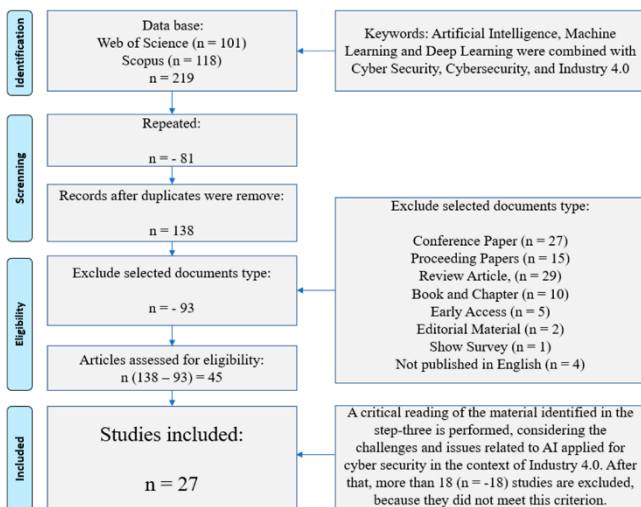 Identification
Data base:
Web of Science (n = 101)
Scopus (n = 118)
n = 219
Keywords: Artificial Intelligence, Machine
Learning and Deep Learning were combined with
Cyber Security, Cybersecurity, and Industry 4.0
Screnning
Repeated:
n = - 81
Records after duplicates were remove:
n = 138
Eligibility
Exclude selected documents type:
n = - 93
Articles assessed for eligibility:
n (138 – 93) = 45
Exclude selected documents type:
Conference Paper (n = 27)
Proceeding Papers (n = 15)
Review Article, (n = 29)
Book and Chapter (n = 10)
Early Access (n = 5)
Editorial Material (n = 2)
Show Survey (n = 1)
Not published in English (n = 4)
Included
Studies included:
n = 27
A critical reading of the material identified in the
step-three is performed, considering the
challenges and issues related to AI applied for
cyber security in the context of Industry 4.0. After
that, more than 18 (n = -18) studies are excluded,
because they did not meet this criterion.